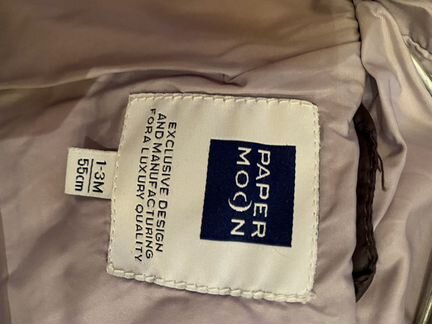 PAPER
MOON
EXCLUSIVE DESIGN
AND MANUFACTURING
FOR A LUXURY QUALITY
1-3M
55cm